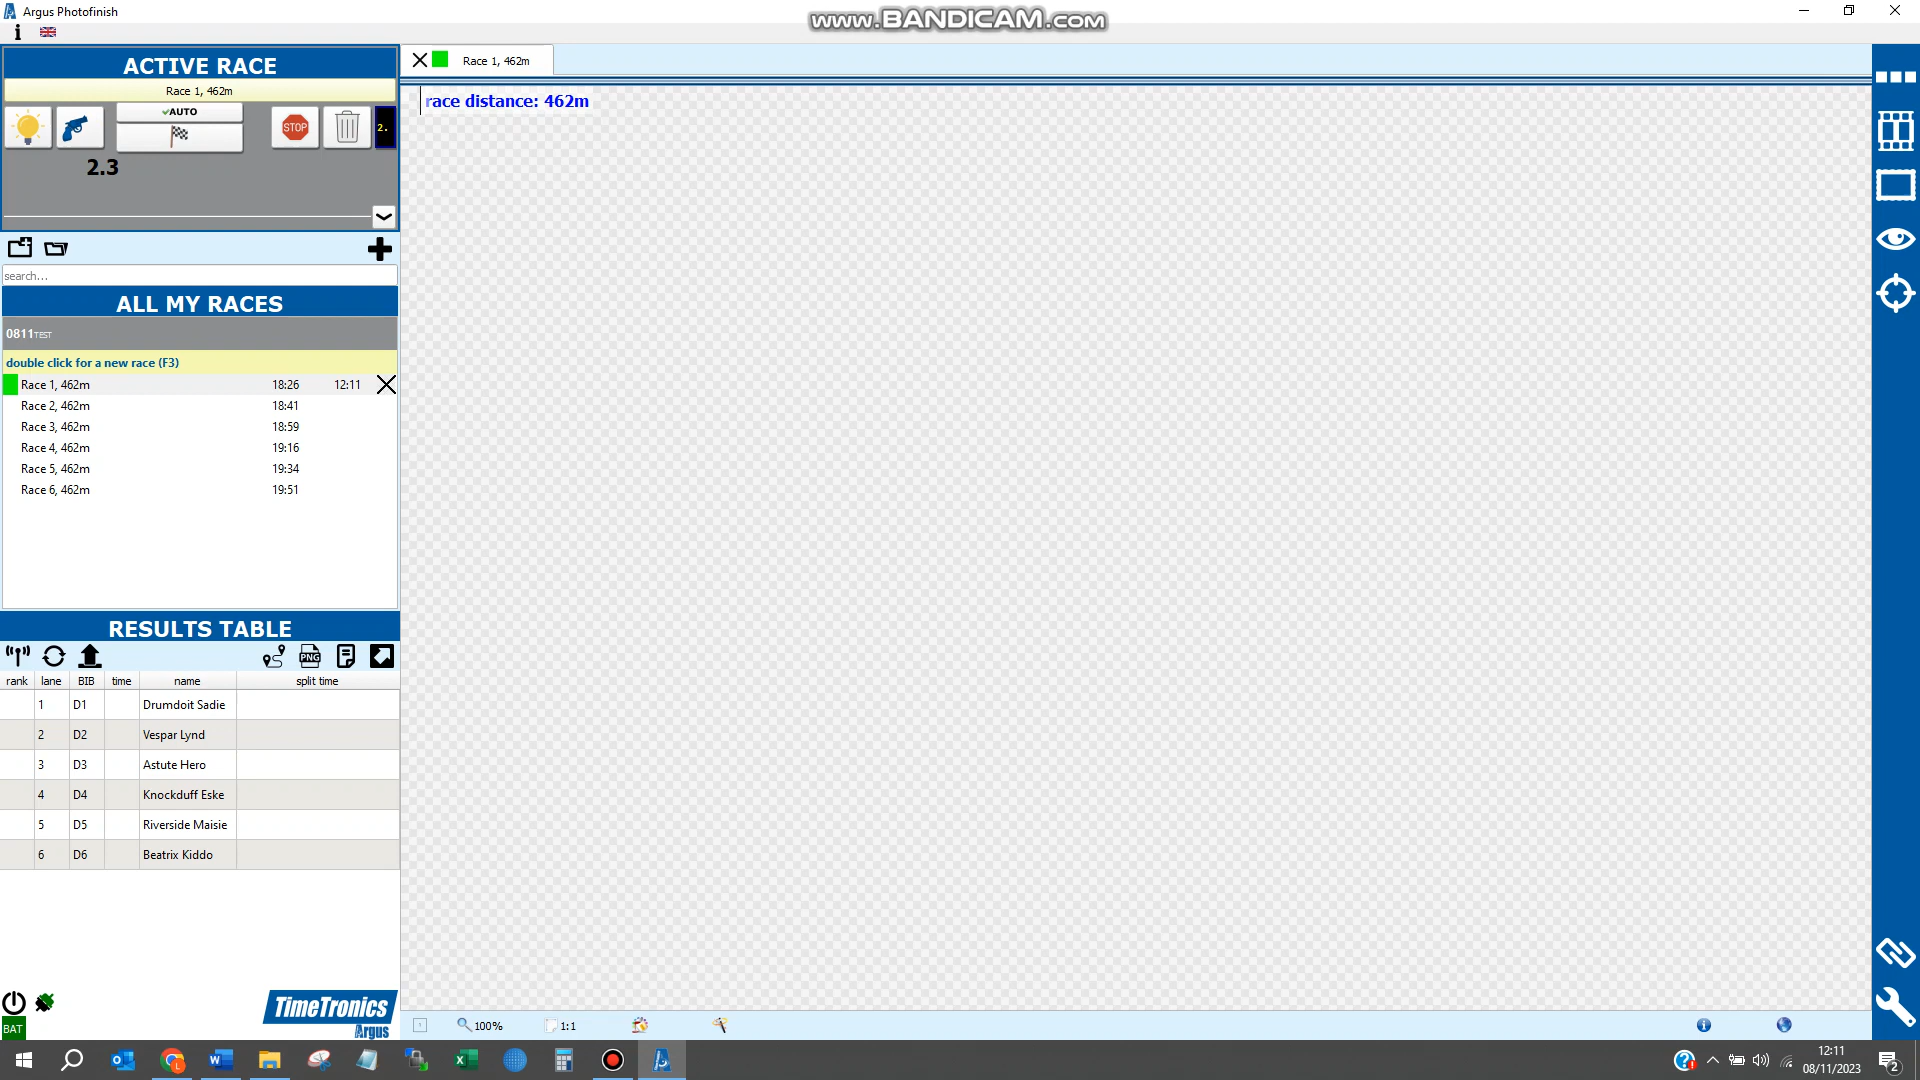 Argus Photofinish
www.BANDICAM.com
i
ACTIVE RACE
Race 1, 462m
AUTO
STOP
2.
2.3
search...
ALL MY RACES
0811TEST
double click for a new race (F3)
Race 1, 462m 18:26 12:11
Race 2, 462m 18:41
Race 3, 462m 18:59
Race 4, 462m 19:16
Race 5, 462m 19:34
Race 6, 462m 19:51
RESULTS TABLE
PNG
rank lane BIB time name split time
1 D1 Drumdoit Sadie
2 D2 Vespar Lynd
3 D3 Astute Hero
4 D4 Knockduff Eske
5 D5 Riverside Maisie
6 D6 Beatrix Kiddo
BAT
TimeTronics
Argus
Race 1, 462m
race distance: 462m
100% 1:1
12:11
08/11/2023
2